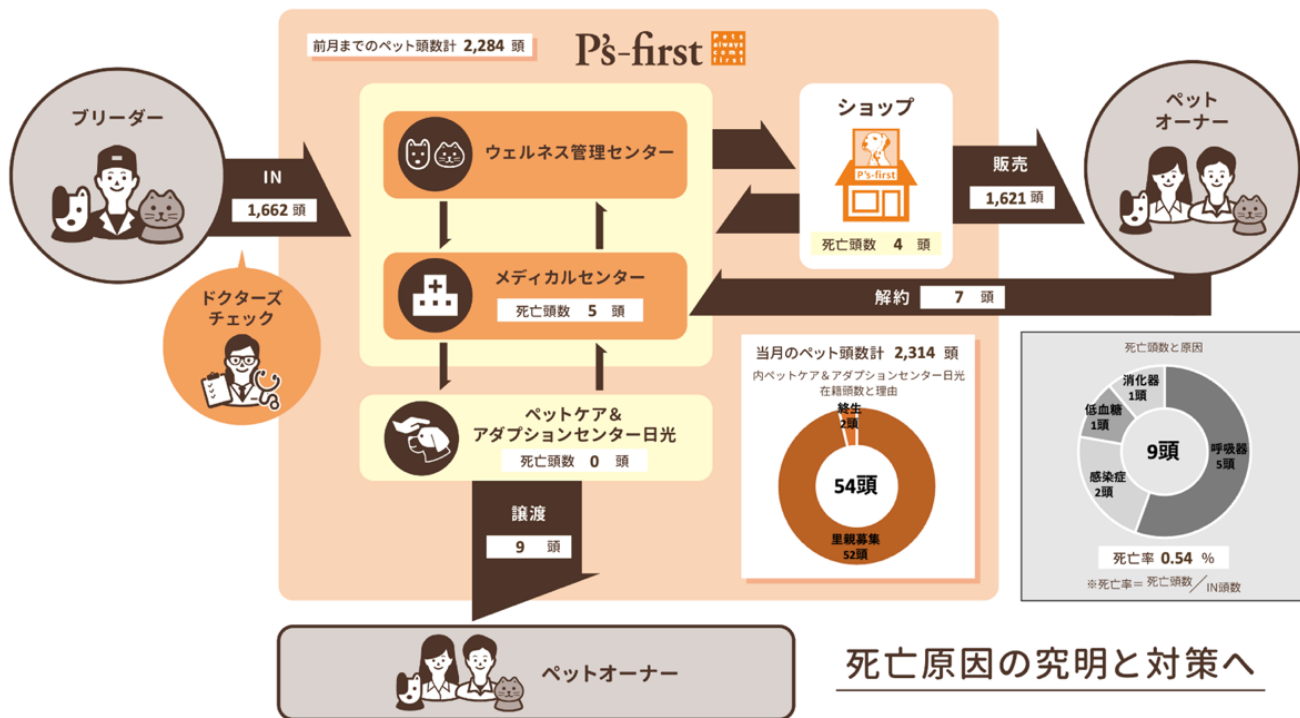 前月までのペット頭数計 2,284 頭
P's-first
Pets
always
come
first
ブリーダー
IN
1,662 頭
ドクターズ
チェック
ウェルネス管理センター
メディカルセンター
死亡頭数 5 頭
ペットケア＆
アダプションセンター日光
死亡頭数 0 頭
ショップ
P's-first
死亡頭数 4 頭
販売
1,621 頭
ペット
オーナー
解約 7 頭
譲渡
9 頭
ペットオーナー
当月のペット頭数計 2,314 頭
内ペットケア＆アダプションセンター日光
在籍頭数と理由
終生
2頭
54頭
里親募集
52頭
死亡頭数と原因
消化器
1頭
低血糖
1頭
感染症
2頭
呼吸器
5頭
9頭
死亡率 0.54 %
※死亡率＝死亡頭数／IN頭数
死亡原因の究明と対策へ